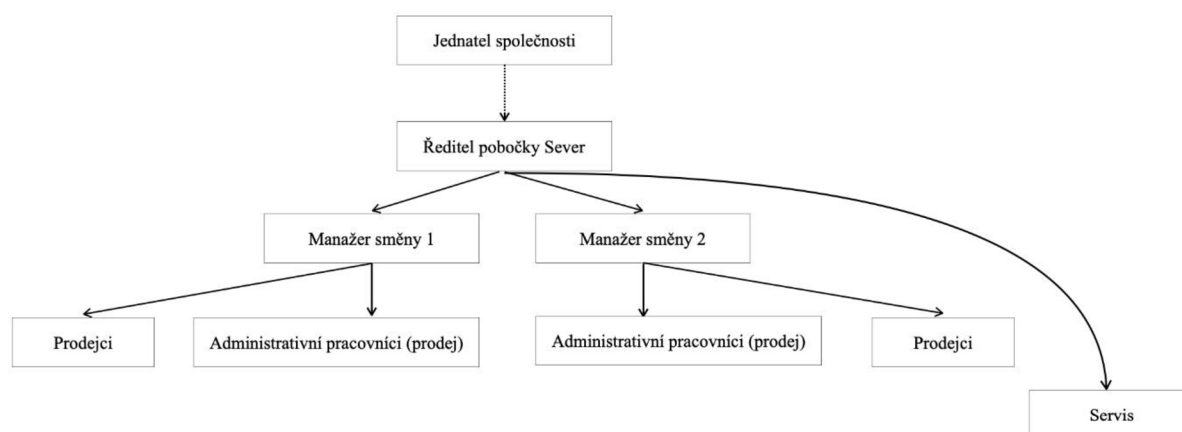 Jednatel společnosti
Ředitel pobočky Sever
Manažer směny 1
Manažer směny 2
Prodejci
Administrativní pracovníci (prodej)
Administrativní pracovníci (prodej)
Prodejci
Servis